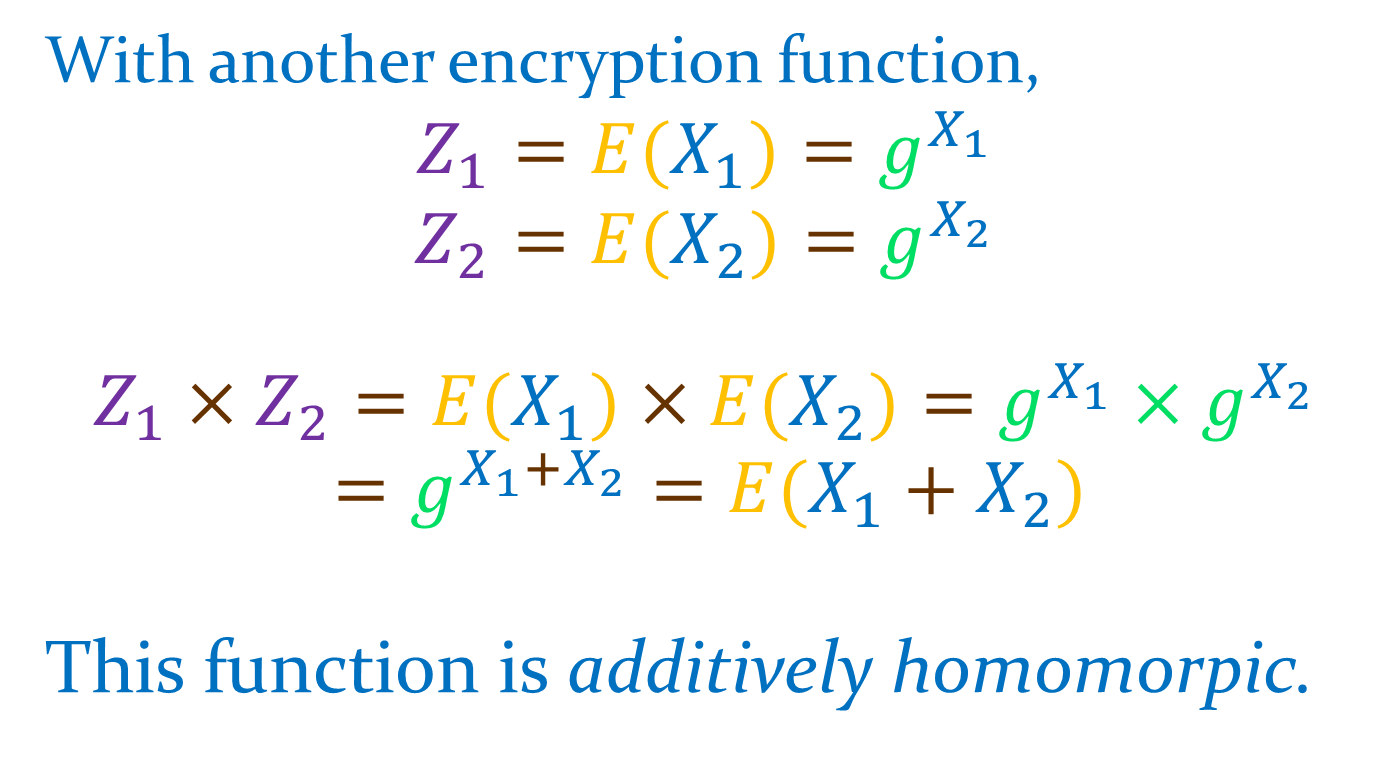 With another encryption function,
Z₁ = E(X₁) = g^{X₁}
Z₂ = E(X₂) = g^{X₂}
Z₁ × Z₂ = E(X₁) × E(X₂) = g^{X₁} × g^{X₂}
= g^{X₁+X₂} = E(X₁ + X₂)
This function is additively homomorpic.